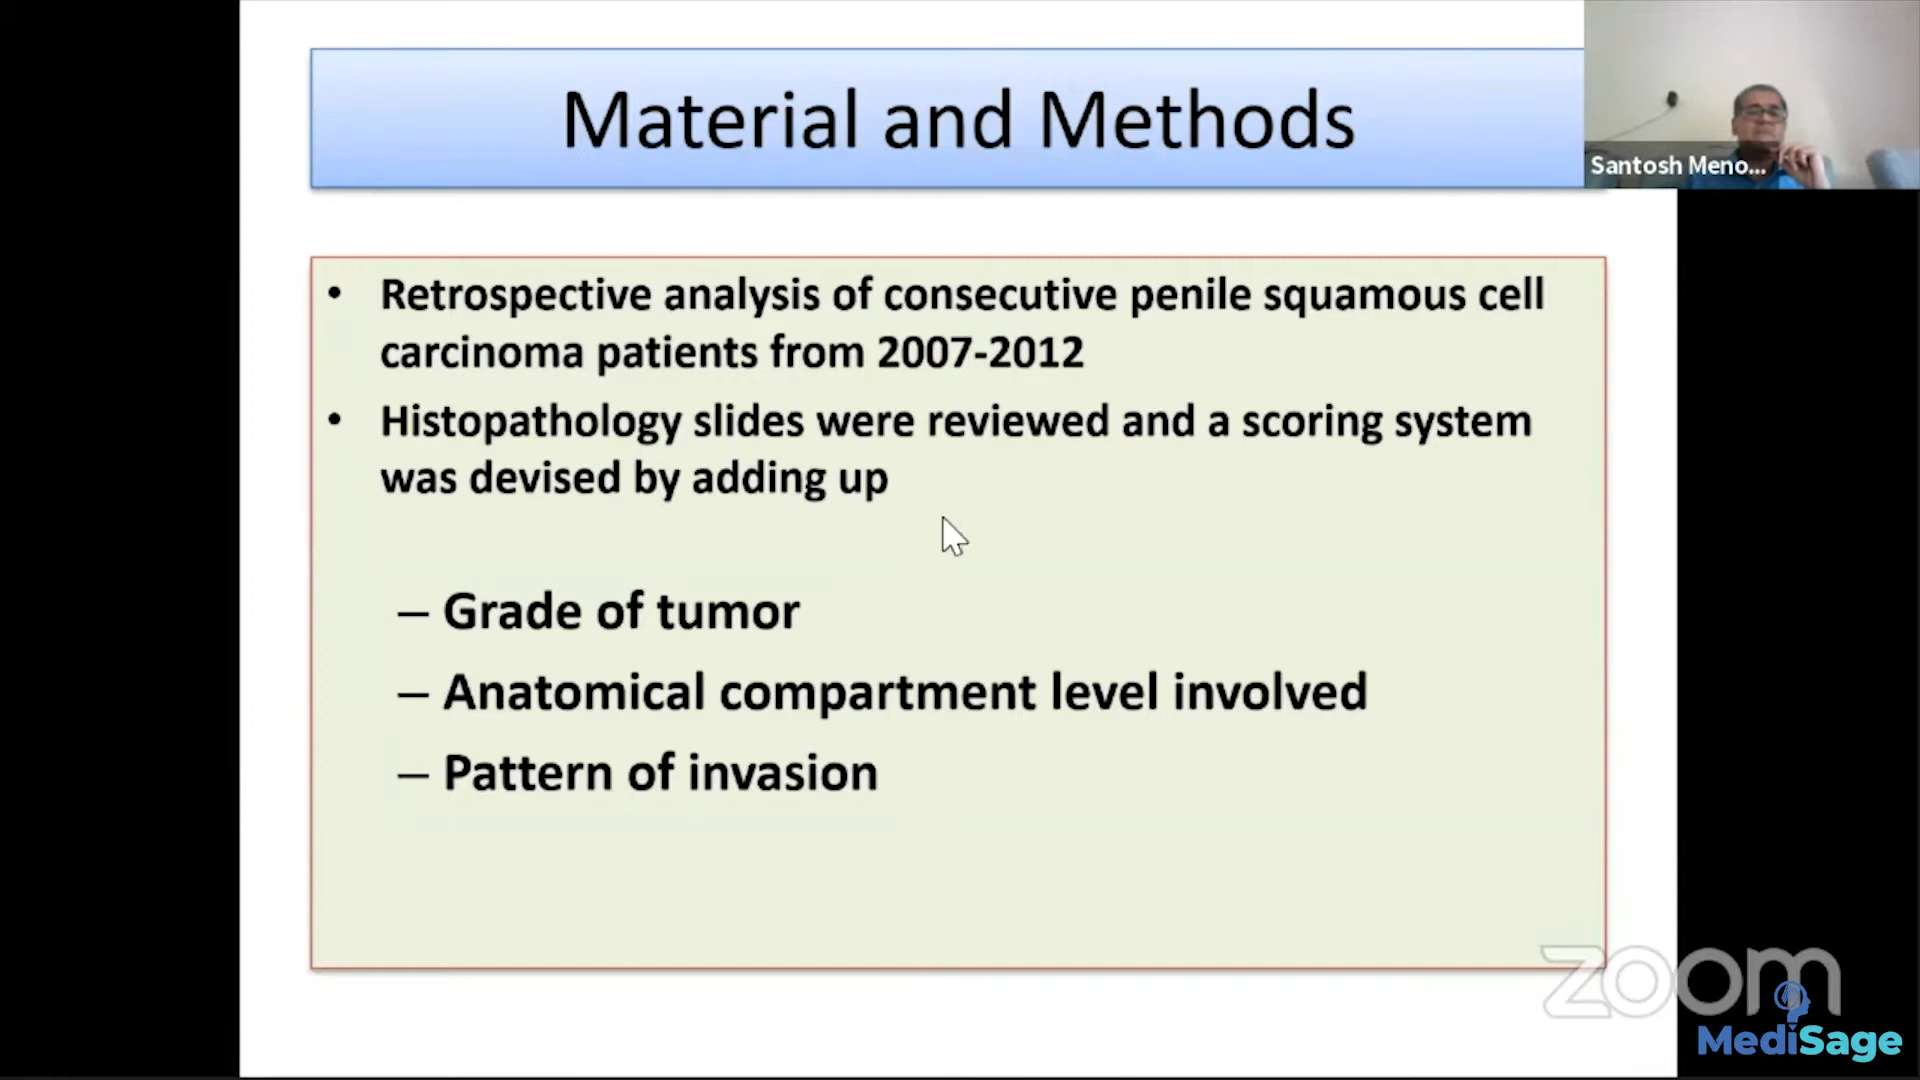 Material and Methods
Santosh Meno...
• Retrospective analysis of consecutive penile squamous cell
carcinoma patients from 2007-2012
• Histopathology slides were reviewed and a scoring system
was devised by adding up
– Grade of tumor
– Anatomical compartment level involved
– Pattern of invasion
zoom
MediSage